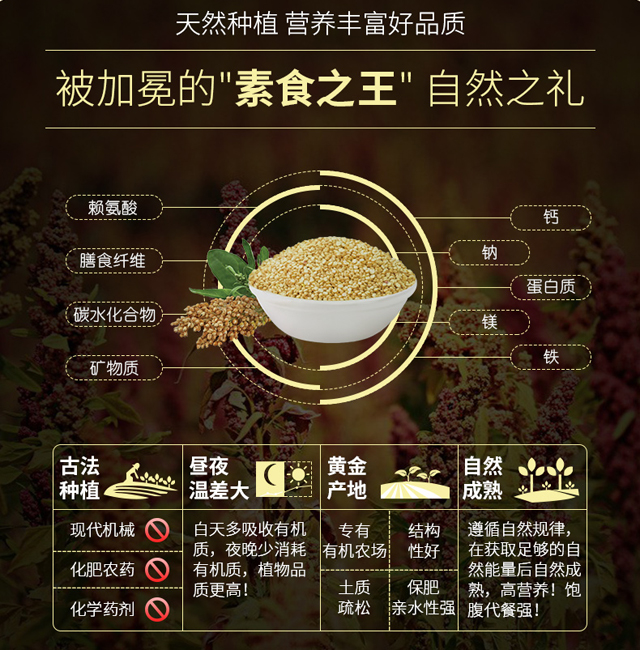 天然种植 营养丰富好品质
被加冕的"素食之王" 自然之礼
赖氨酸
膳食纤维
碳水化合物
矿物质
钙
钠
蛋白质
镁
铁
古法
种植
现代机械
化肥农药
化学药剂
昼夜
温差大
白天多吸收有机
质，夜晚少消耗
有机质，植物品
质更高！
黄金
产地
专有
有机农场
结构
性好
土质
疏松
保肥
亲水性强
自然
成熟
遵循自然规律，
在获取足够的自
然能量后自然成
熟，高营养！饱
腹代餐强！